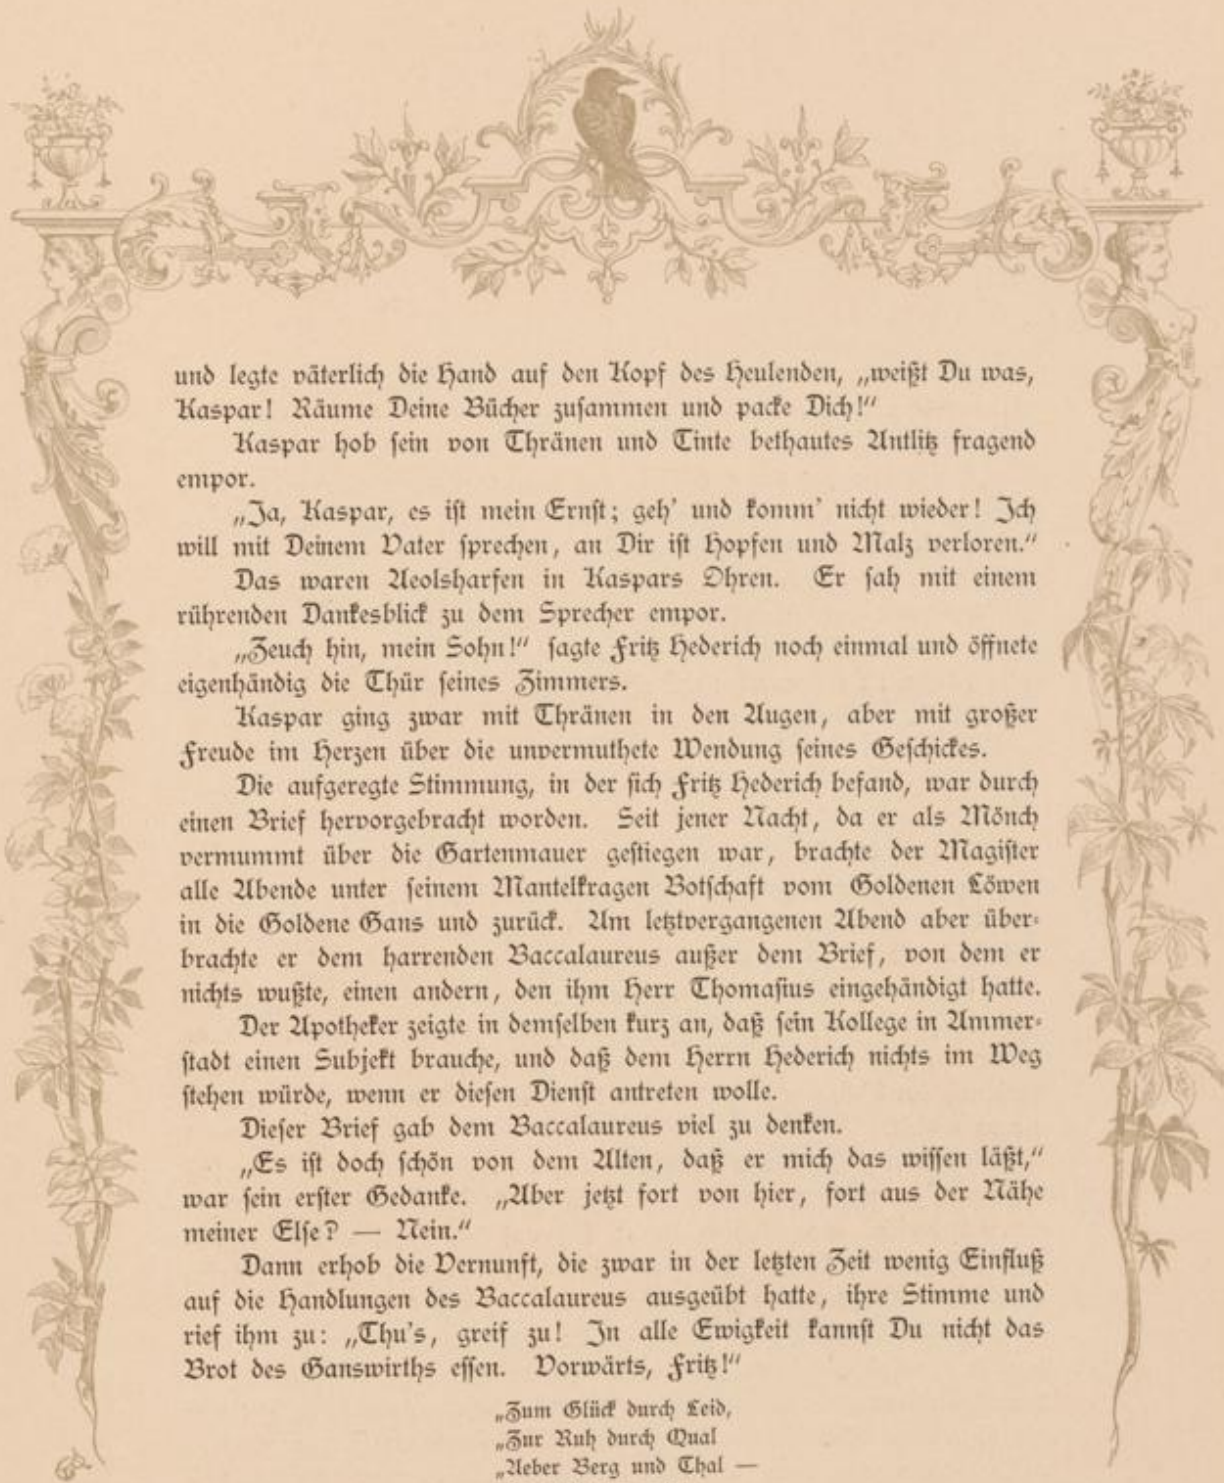 und legte väterlich die Hand auf den Kopf des Heulenden, „weißt Du was,
Kaspar! Räume Deine Bücher zusammen und packe Dich!“
Kaspar hob sein von Thränen und Tinte bethautes Antlitz fragend
empor.
„Ja, Kaspar, es ist mein Ernst; geh' und komm' nicht wieder! Ich
will mit Deinem Vater sprechen, an Dir ist Hopfen und Malz verloren.“
Das waren Aeolsharfen in Kaspars Ohren. Er sah mit einem
rührenden Dankesblick zu dem Sprecher empor.
„Zeuch hin, mein Sohn!“ sagte Fritz Hederich noch einmal und öffnete
eigenhändig die Thür seines Zimmers.
Kaspar ging zwar mit Thränen in den Augen, aber mit großer
Freude im Herzen über die unvermuthete Wendung seines Geschickes.
Die aufgeregte Stimmung, in der sich Fritz Hederich befand, war durch
einen Brief hervorgebracht worden. Seit jener Nacht, da er als Mönch
vermummt über die Gartenmauer gestiegen war, brachte der Magister
alle Abende unter seinem Mantelkragen Botschaft vom Goldenen Löwen
in die Goldene Gans und zurück. Am letztvergangenen Abend aber über-
brachte er dem harrenden Baccalaureus außer dem Brief, von dem er
nichts wußte, einen andern, den ihm Herr Thomasius eingehändigt hatte.
Der Apotheker zeigte in demselben kurz an, daß sein Kollege in Ammer-
stadt einen Subjekt brauche, und daß dem Herrn Hederich nichts im Weg
stehen würde, wenn er diesen Dienst antreten wolle.
Dieser Brief gab dem Baccalaureus viel zu denken.
„Es ist doch schön von dem Alten, daß er mich das wissen läßt,“
war sein erster Gedanke. „Aber jetzt fort von hier, fort aus der Nähe
meiner Else? — Nein.“
Dann erhob die Vernunft, die zwar in der letzten Zeit wenig Einfluß
auf die Handlungen des Baccalaureus ausgeübt hatte, ihre Stimme und
rief ihm zu: „Thu's, greif zu! In alle Ewigkeit kannst Du nicht das
Brot des Ganswirths essen. Vorwärts, Fritz!“
„Zum Glück durch Leid,
„Zur Ruh durch Qual
„Ueber Berg und Thal —